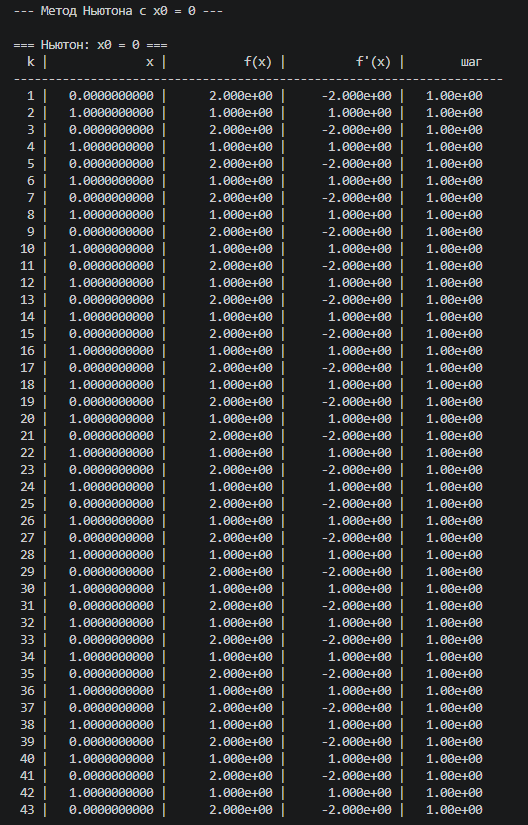 --- Метод Ньютона с x0 = 0 ---
=== Ньютон: x0 = 0 ===
k | x | f(x) | f'(x) | шаг
----------------------------------------------------------------------
1 | 0.0000000000 | 2.000e+00 | -2.000e+00 | 1.00e+00
2 | 1.0000000000 | 1.000e+00 | 1.000e+00 | 1.00e+00
3 | 0.0000000000 | 2.000e+00 | -2.000e+00 | 1.00e+00
4 | 1.0000000000 | 1.000e+00 | 1.000e+00 | 1.00e+00
5 | 0.0000000000 | 2.000e+00 | -2.000e+00 | 1.00e+00
6 | 1.0000000000 | 1.000e+00 | 1.000e+00 | 1.00e+00
7 | 0.0000000000 | 2.000e+00 | -2.000e+00 | 1.00e+00
8 | 1.0000000000 | 1.000e+00 | 1.000e+00 | 1.00e+00
9 | 0.0000000000 | 2.000e+00 | -2.000e+00 | 1.00e+00
10 | 1.0000000000 | 1.000e+00 | 1.000e+00 | 1.00e+00
11 | 0.0000000000 | 2.000e+00 | -2.000e+00 | 1.00e+00
12 | 1.0000000000 | 1.000e+00 | 1.000e+00 | 1.00e+00
13 | 0.0000000000 | 2.000e+00 | -2.000e+00 | 1.00e+00
14 | 1.0000000000 | 1.000e+00 | 1.000e+00 | 1.00e+00
15 | 0.0000000000 | 2.000e+00 | -2.000e+00 | 1.00e+00
16 | 1.0000000000 | 1.000e+00 | 1.000e+00 | 1.00e+00
17 | 0.0000000000 | 2.000e+00 | -2.000e+00 | 1.00e+00
18 | 1.0000000000 | 1.000e+00 | 1.000e+00 | 1.00e+00
19 | 0.0000000000 | 2.000e+00 | -2.000e+00 | 1.00e+00
20 | 1.0000000000 | 1.000e+00 | 1.000e+00 | 1.00e+00
21 | 0.0000000000 | 2.000e+00 | -2.000e+00 | 1.00e+00
22 | 1.0000000000 | 1.000e+00 | 1.000e+00 | 1.00e+00
23 | 0.0000000000 | 2.000e+00 | -2.000e+00 | 1.00e+00
24 | 1.0000000000 | 1.000e+00 | 1.000e+00 | 1.00e+00
25 | 0.0000000000 | 2.000e+00 | -2.000e+00 | 1.00e+00
26 | 1.0000000000 | 1.000e+00 | 1.000e+00 | 1.00e+00
27 | 0.0000000000 | 2.000e+00 | -2.000e+00 | 1.00e+00
28 | 1.0000000000 | 1.000e+00 | 1.000e+00 | 1.00e+00
29 | 0.0000000000 | 2.000e+00 | -2.000e+00 | 1.00e+00
30 | 1.0000000000 | 1.000e+00 | 1.000e+00 | 1.00e+00
31 | 0.0000000000 | 2.000e+00 | -2.000e+00 | 1.00e+00
32 | 1.0000000000 | 1.000e+00 | 1.000e+00 | 1.00e+00
33 | 0.0000000000 | 2.000e+00 | -2.000e+00 | 1.00e+00
34 | 1.0000000000 | 1.000e+00 | 1.000e+00 | 1.00e+00
35 | 0.0000000000 | 2.000e+00 | -2.000e+00 | 1.00e+00
36 | 1.0000000000 | 1.000e+00 | 1.000e+00 | 1.00e+00
37 | 0.0000000000 | 2.000e+00 | -2.000e+00 | 1.00e+00
38 | 1.0000000000 | 1.000e+00 | 1.000e+00 | 1.00e+00
39 | 0.0000000000 | 2.000e+00 | -2.000e+00 | 1.00e+00
40 | 1.0000000000 | 1.000e+00 | 1.000e+00 | 1.00e+00
41 | 0.0000000000 | 2.000e+00 | -2.000e+00 | 1.00e+00
42 | 1.0000000000 | 1.000e+00 | 1.000e+00 | 1.00e+00
43 | 0.0000000000 | 2.000e+00 | -2.000e+00 | 1.00e+00